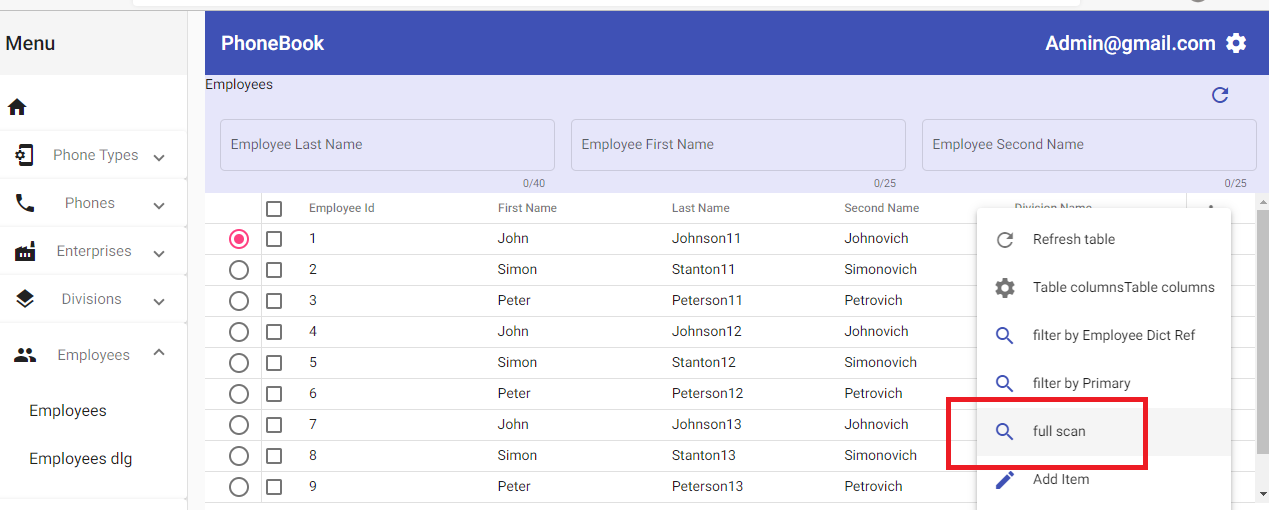 Menu
PhoneBook
Admin@gmail.com
Employees
Phone Types
Phones
Enterprises
Divisions
Employees
Employees
Employees dlg
Employee Last Name
Employee First Name
Employee Second Name
0/40
0/25
0/25
Employee Id First Name Last Name Second Name Division Name
1 John Johnson11 Johnovich
2 Simon Stanton11 Simonovich
3 Peter Peterson11 Petrovich
4 John Johnson12 Johnovich
5 Simon Stanton12 Simonovich
6 Peter Peterson12 Petrovich
7 John Johnson13 Johnovich
8 Simon Stanton13 Simonovich
9 Peter Peterson13 Petrovich
Refresh table
Table columnsTable columns
filter by Employee Dict Ref
filter by Primary
full scan
Add Item